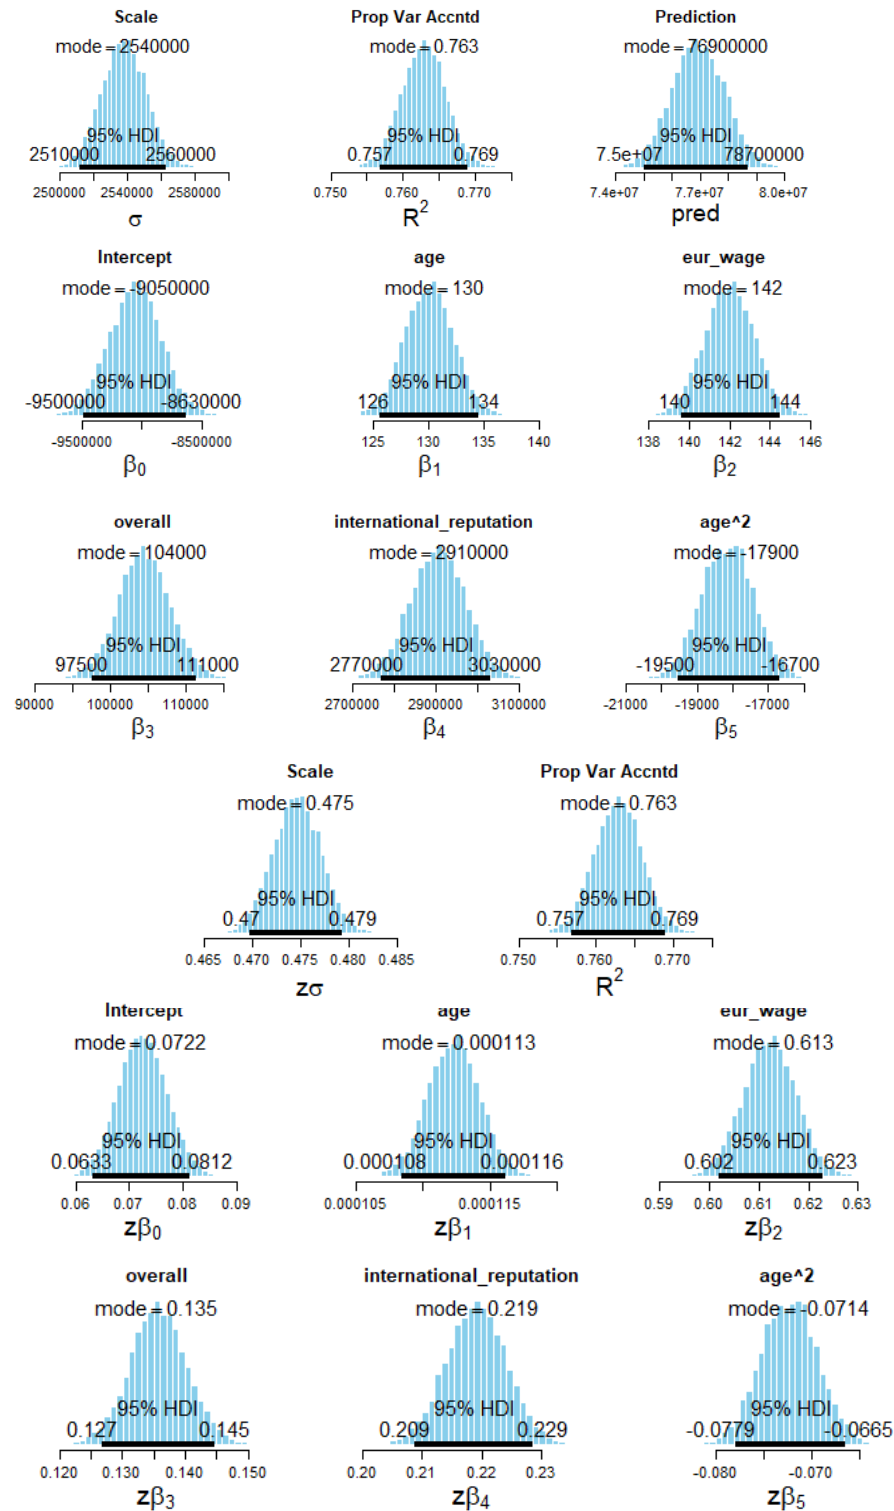 Scale Prop Var Accntd Prediction
mode = 2540000 mode = 0.763 mode = 76900000
95% HDI 95% HDI 95% HDI
2510000 2560000 0.757 0.769 7.5e+07 78700000
2500000 2540000 2580000 0.750 0.760 0.770 7.4e+07 7.7e+07 8.0e+07
σ R² pred
Intercept age eur_wage
mode = -9050000 mode = 130 mode = 142
95% HDI 95% HDI 95% HDI
-9500000 -8630000 126 134 140 144
-9500000 -8500000 125 130 135 140 138 140 142 144 146
β₀ β₁ β₂
overall international_reputation age^2
mode = 104000 mode = 2910000 mode = -17900
95% HDI 95% HDI 95% HDI
97500 111000 2770000 3030000 -19500 -16700
90000 100000 110000 2700000 2900000 3100000 -21000 -19000 -17000
β₃ β₄ β₅
Scale Prop Var Accntd
mode = 0.475 mode = 0.763
95% HDI 95% HDI
0.47 0.479 0.757 0.769
0.465 0.470 0.475 0.480 0.485 0.750 0.760 0.770
zσ R²
Intercept age eur_wage
mode = 0.0722 mode = 0.000113 mode = 0.613
95% HDI 95% HDI 95% HDI
0.0633 0.0812 0.000108 0.000116 0.602 0.623
0.06 0.07 0.08 0.09 0.000105 0.000115 0.59 0.60 0.61 0.62 0.63
zβ₀ zβ₁ zβ₂
overall international_reputation age^2
mode = 0.135 mode = 0.219 mode = -0.0714
95% HDI 95% HDI 95% HDI
0.127 0.145 0.209 0.229 -0.0779 -0.0665
0.120 0.130 0.140 0.150 0.20 0.21 0.22 0.23 -0.080 -0.070
zβ₃ zβ₄ zβ₅